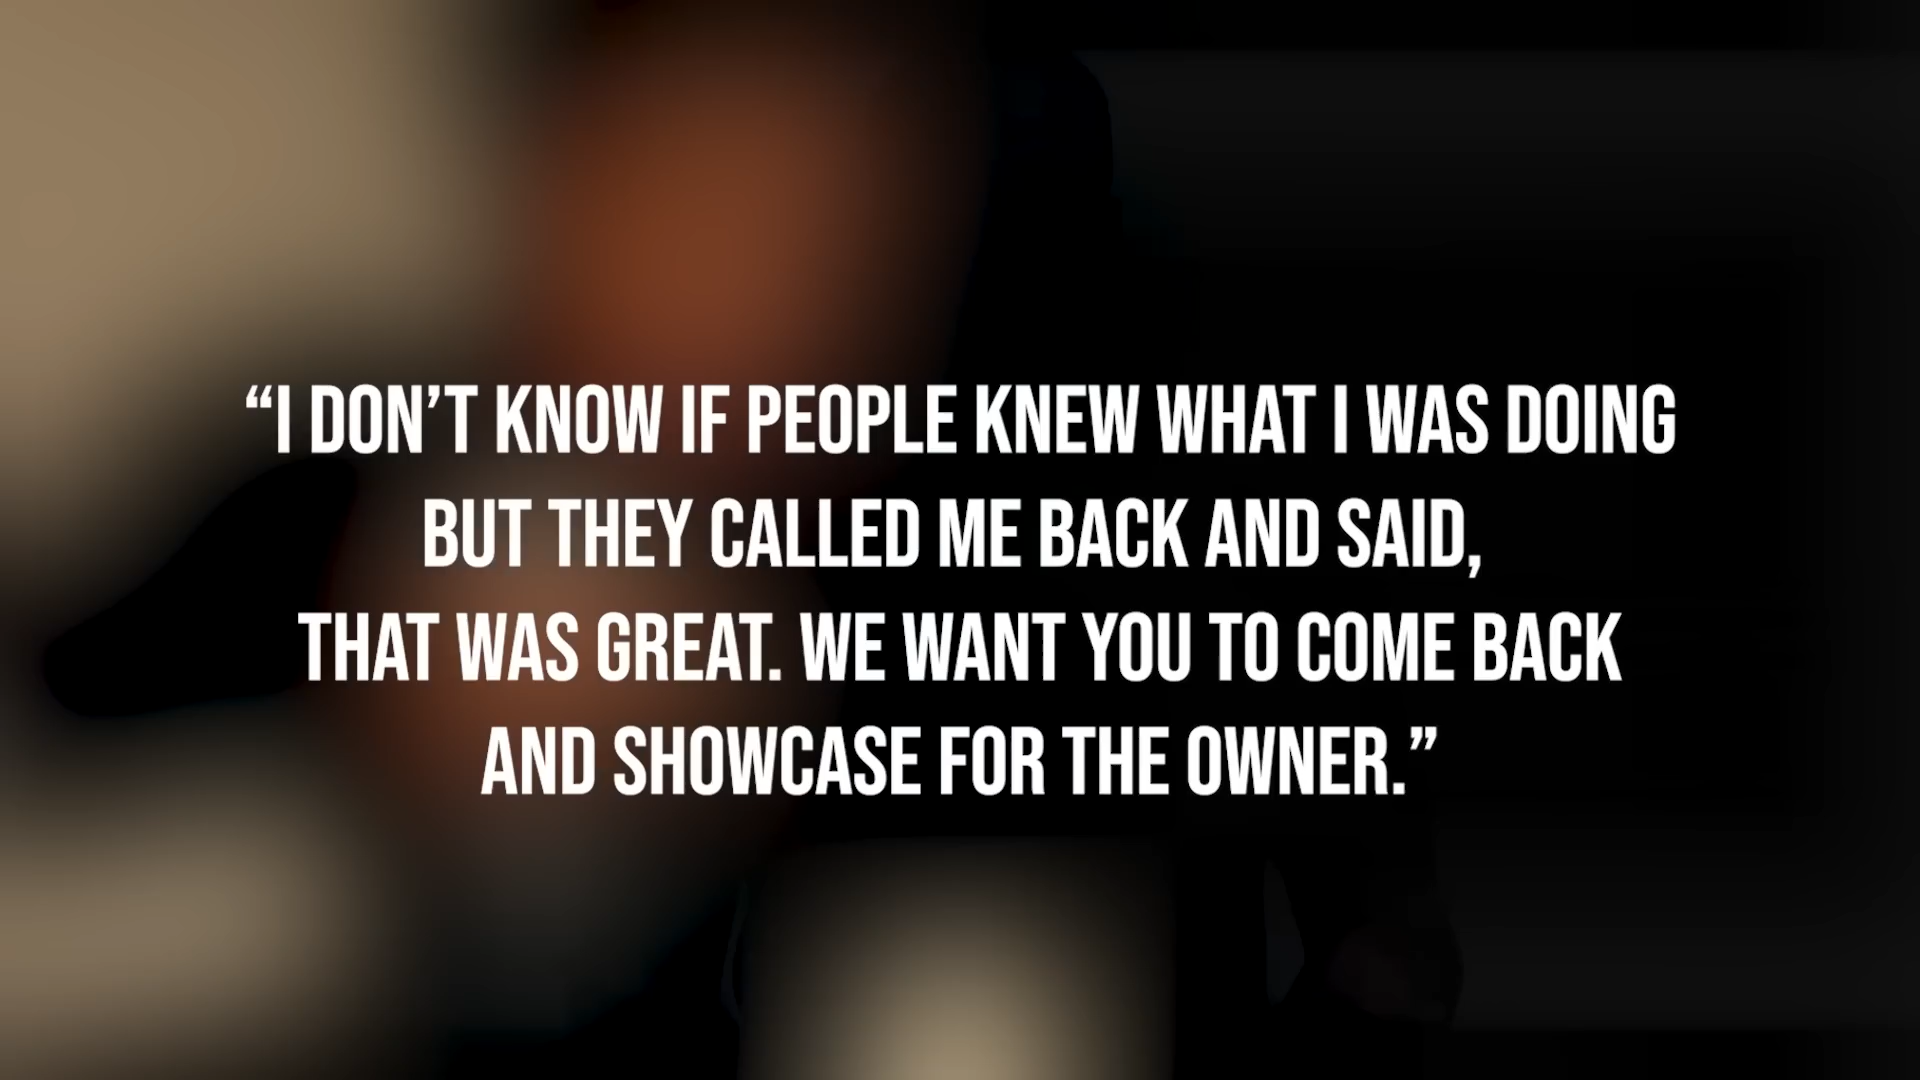 “I DON’T KNOW IF PEOPLE KNEW WHAT I WAS DOING
BUT THEY CALLED ME BACK AND SAID,
THAT WAS GREAT. WE WANT YOU TO COME BACK
AND SHOWCASE FOR THE OWNER.”